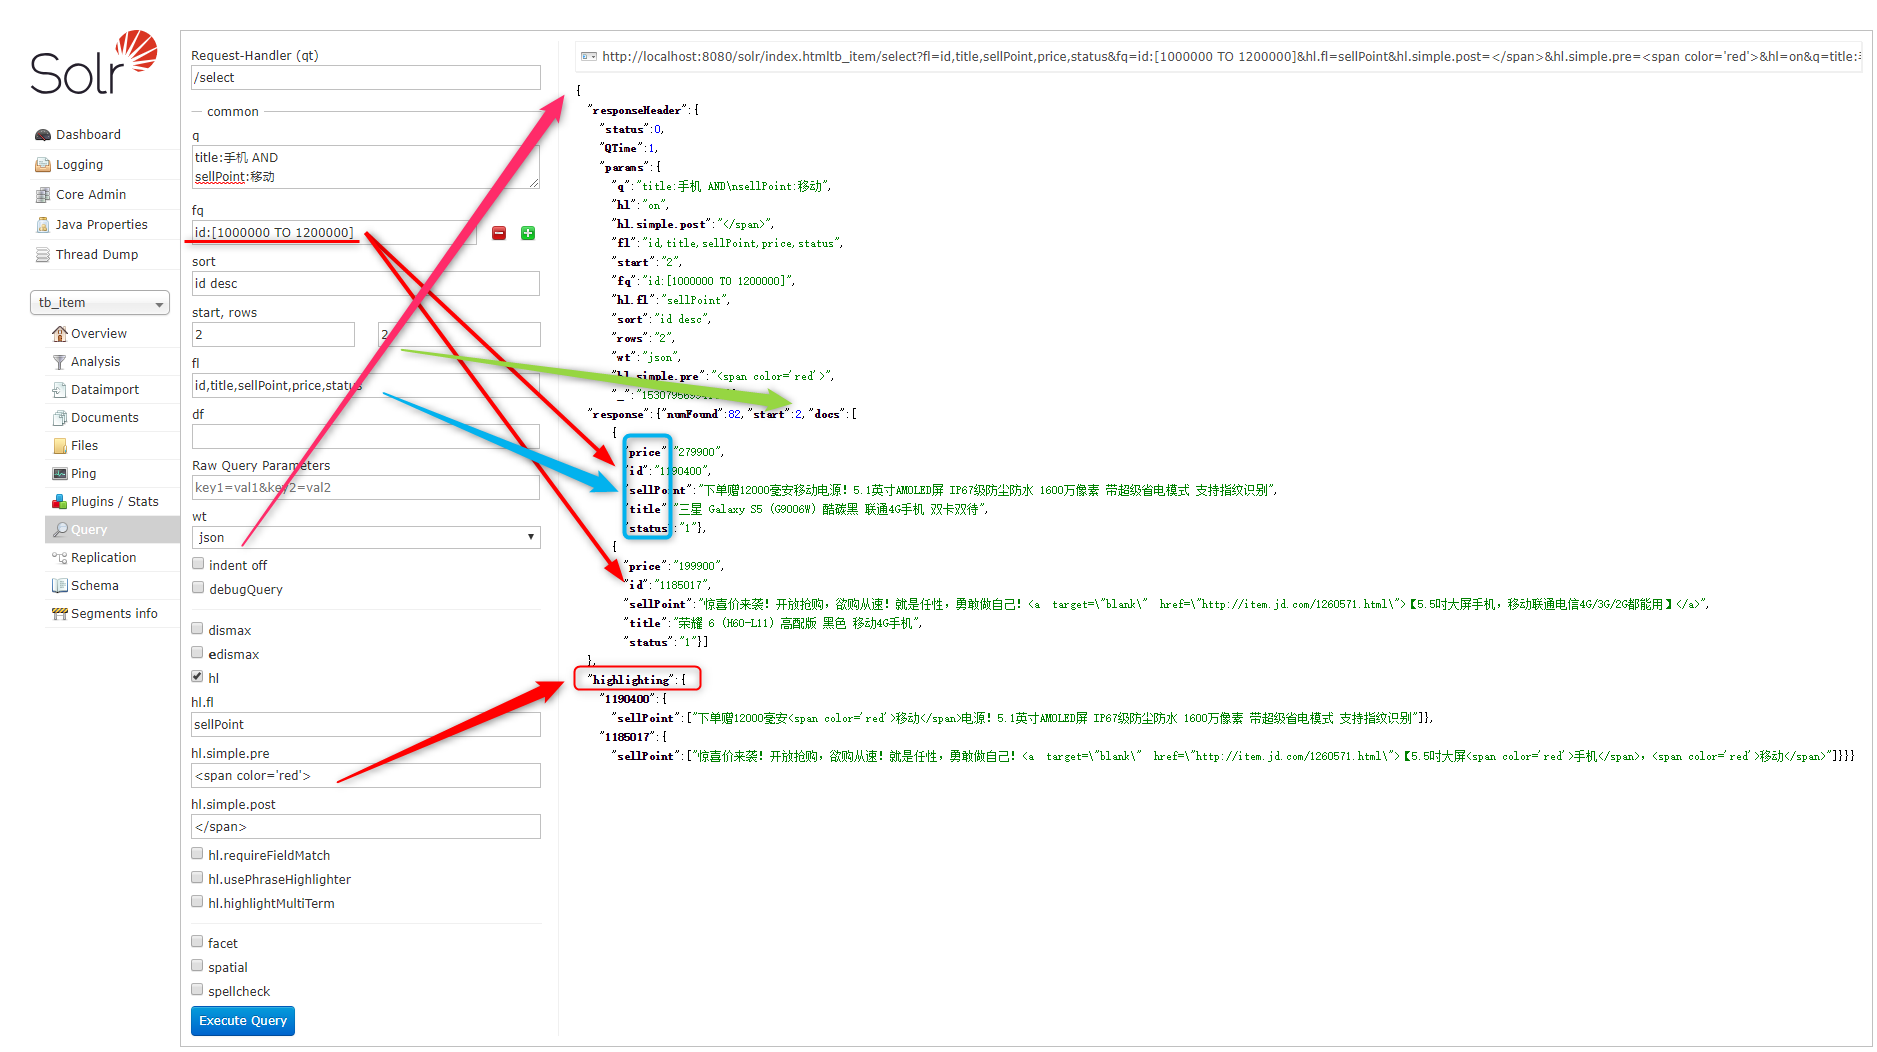 Solr
Dashboard
Logging
Core Admin
Java Properties
Thread Dump
tb_item
Overview
Analysis
Dataimport
Documents
Files
Ping
Plugins / Stats
Query
Replication
Schema
Segments info
Request-Handler (qt)
/select
common
q
title:手机 AND
sellPoint:移动
fq
id:[1000000 TO 1200000]
sort
id desc
start, rows
2
2
fl
id,title,sellPoint,price,status
df
Raw Query Parameters
key1=val1&key2=val2
wt
json
indent off
debugQuery
dismax
edismax
hl
hl.fl
sellPoint
hl.simple.pre
<span color='red'>
hl.simple.post
</span>
hl.requireFieldMatch
hl.usePhraseHighlighter
hl.highlightMultiTerm
facet
spatial
spellcheck
Execute Query
http://localhost:8080/solr/index.htmltb_item/select?fl=id,title,sellPoint,price,status&fq=id:[1000000 TO 1200000]&hl.fl=sellPoint&hl.simple.post=</span>&hl.simple.pre=<span color='red'>&hl=on&q=title:
{
"responseHeader":{
"status":0,
"QTime":1,
"params":{
"q":"title:手机 AND\nsellPoint:移动",
"hl":"on",
"hl.simple.post":"</span>",
"fl":"id,title,sellPoint,price,status",
"start":"2",
"fq":"id:[1000000 TO 1200000]",
"hl.fl":"sellPoint",
"sort":"id desc",
"rows":"2",
"wt":"json",
"hl.simple.pre":"<span color='red'>",
"_":
"response":{"numFound":82,"start":2,"docs":[
{
"price":"279900",
"id":"1190400",
"sellPoint":"下单赠12000毫安移动电源！5.1英寸AMOLED屏 IP67级防尘防水 1600万像素 带超级省电模式 支持指纹识别",
"title":"三星 Galaxy S5 (G9006W) 酷碳黑 联通4G手机 双卡双待",
"status":"1"},
{
"price":"199900",
"id":"1185017",
"sellPoint":"惊喜价来袭！开放抢购，欲购从速！就是任性，勇敢做自己！<a  target=\"blank\"  href=\"http://item.jd.com/1260571.html\">【5.5吋大屏手机，移动联通电信4G/3G/2G都能用】</a>",
"title":"荣耀 6 (H60-L11) 高配版 黑色 移动4G手机",
"status":"1"}]
},
"highlighting":{
"1190400":{
"sellPoint":["下单赠12000毫安<span color='red'>移动</span>电源！5.1英寸AMOLED屏 IP67级防尘防水 1600万像素 带超级省电模式 支持指纹识别"]},
"1185017":{
"sellPoint":["惊喜价来袭！开放抢购，欲购从速！就是任性，勇敢做自己！<a  target=\"blank\"  href=\"http://item.jd.com/1260571.html\">【5.5吋大屏<span color='red'>手机</span>，<span color='red'>移动</span>"]}}}